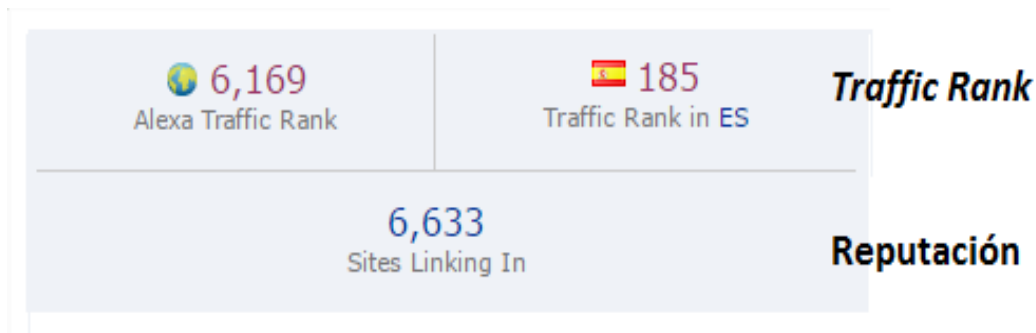 6,169
Alexa Traffic Rank
185
Traffic Rank in ES
Traffic Rank
6,633
Sites Linking In
Reputación